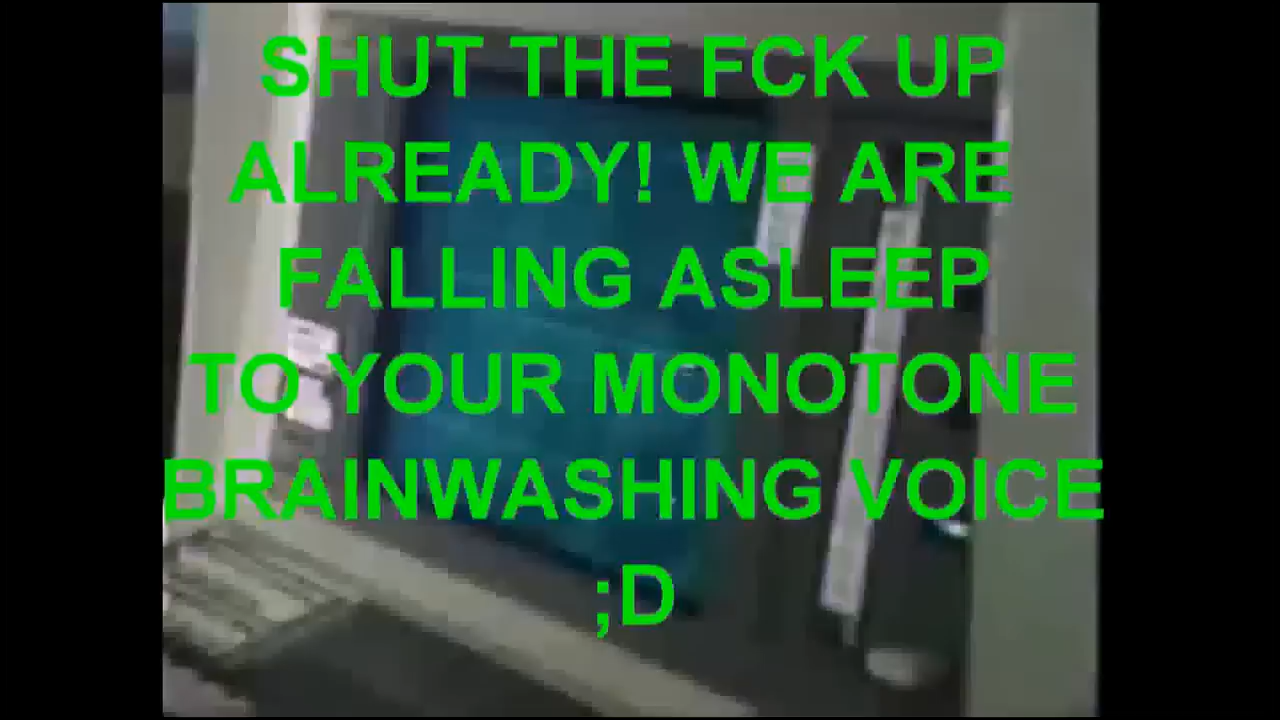 SHUT THE FCK UP
ALREADY! WE ARE
FALLING ASLEEP
TO YOUR MONOTONE
BRAINWASHING VOICE
;D